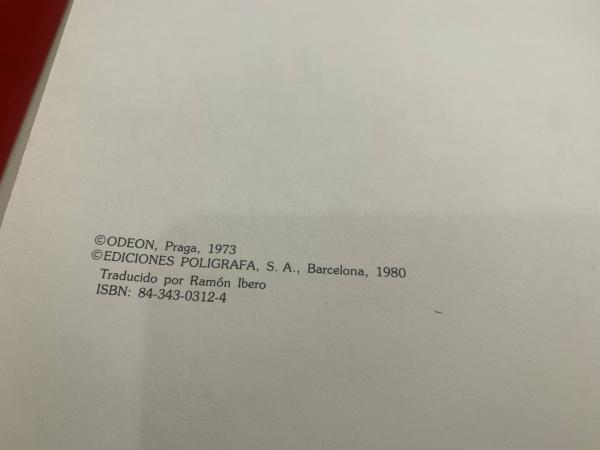 ©ODEON, Praga, 1973
©EDICIONES POLIGRAFA, S. A., Barcelona, 1980
Traducido por Ramón Ibero
ISBN: 84-343-0312-4